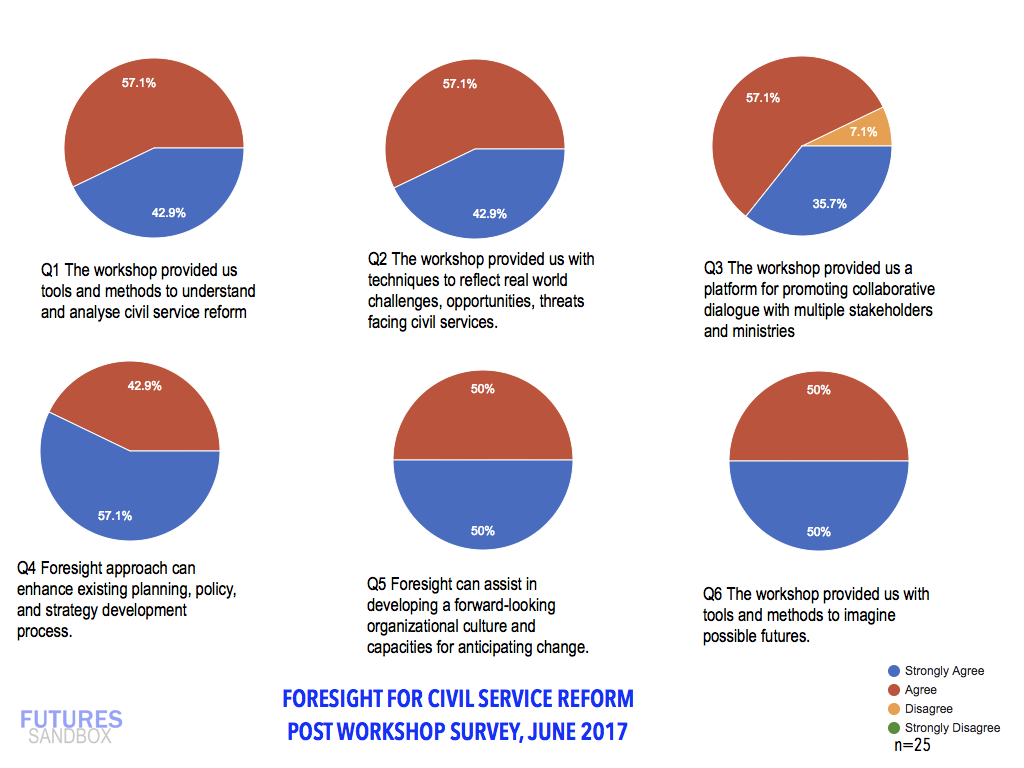 57.1%
42.9%
Q1 The workshop provided us
tools and methods to understand
and analyse civil service reform
57.1%
42.9%
Q2 The workshop provided us with
techniques to reflect real world
challenges, opportunities, threats
facing civil services.
57.1%
7.1%
35.7%
Q3 The workshop provided us a
platform for promoting collaborative
dialogue with multiple stakeholders
and ministries
42.9%
57.1%
Q4 Foresight approach can
enhance existing planning, policy,
and strategy development
process.
50%
50%
Q5 Foresight can assist in
developing a forward-looking
organizational culture and
capacities for anticipating change.
50%
50%
Q6 The workshop provided us with
tools and methods to imagine
possible futures.
Strongly Agree
Agree
Disagree
Strongly Disagree
n=25
FORESIGHT FOR CIVIL SERVICE REFORM
POST WORKSHOP SURVEY, JUNE 2017
FUTURES
SANDBOX